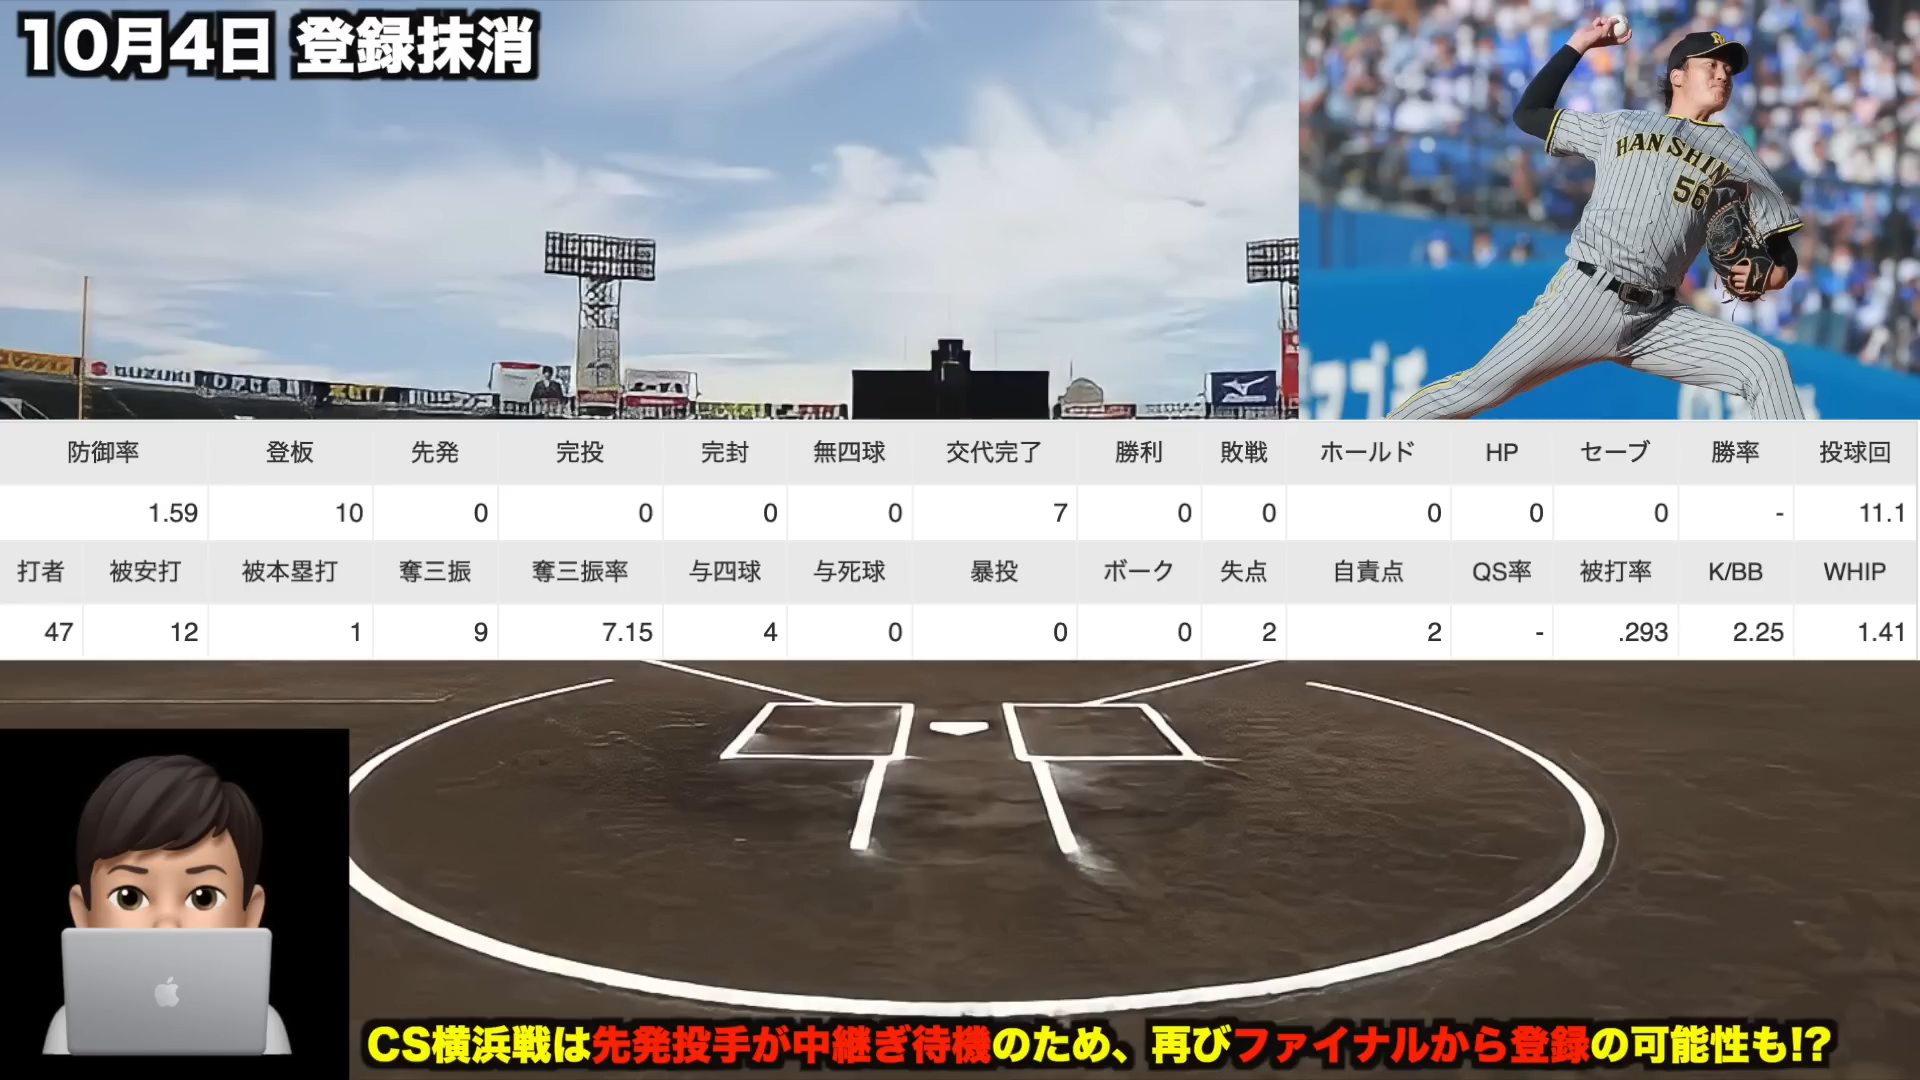 10月4日 登録抹消
HANSHIN
56
SUZUKI
防御率 登板 先発 完投 完封 無四球 交代完了 勝利 敗戦 ホールド HP セーブ 勝率 投球回
1.59 10 0 0 0 0 7 0 0 0 0 0 - 11.1
打者 被安打 被本塁打 奪三振 奪三振率 与四球 与死球 暴投 ボーク 失点 自責点 QS率 被打率 K/BB WHIP
47 12 1 9 7.15 4 0 0 0 2 2 - .293 2.25 1.41
CS横浜戦は先発投手が中継ぎ待機のため、再びファイナルから登録の可能性も!?